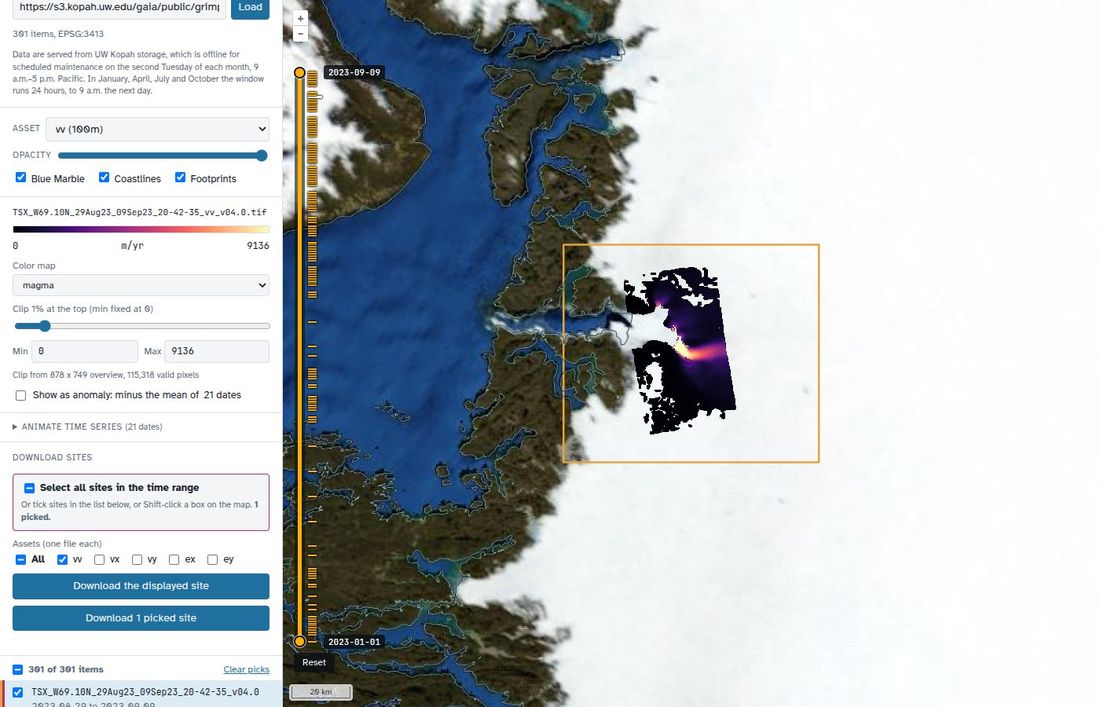 https://s3.kopah.uw.edu/gaia/public/grimp
Load
301 items, EPSG:3413
Data are served from UW Kopah storage, which is offline for
scheduled maintenance on the second Tuesday of each month, 9
a.m.–5 p.m. Pacific. In January, April, July and October the window
runs 24 hours, to 9 a.m. the next day.
ASSET
vv (100m)
OPACITY
Blue Marble
Coastlines
Footprints
TSX_W69.10N_29Aug23_09Sep23_20-42-35_vv_v04.0.tif
0
m/yr
9136
Color map
magma
Clip 1% at the top (min fixed at 0)
Min
0
Max
9136
Clip from 878 x 749 overview, 115,318 valid pixels
Show as anomaly: minus the mean of 21 dates
ANIMATE TIME SERIES (21 dates)
DOWNLOAD SITES
Select all sites in the time range
Or tick sites in the list below, or Shift-click a box on the map. 1
picked.
Assets (one file each)
All
vv
vx
vy
ex
ey
Download the displayed site
Download 1 picked site
301 of 301 items
Clear picks
TSX_W69.10N_29Aug23_09Sep23_20-42-35_v04.0
2023-08-29 to 2023-09-09
+
−
2023-09-09
2023-01-01
Reset
20 km